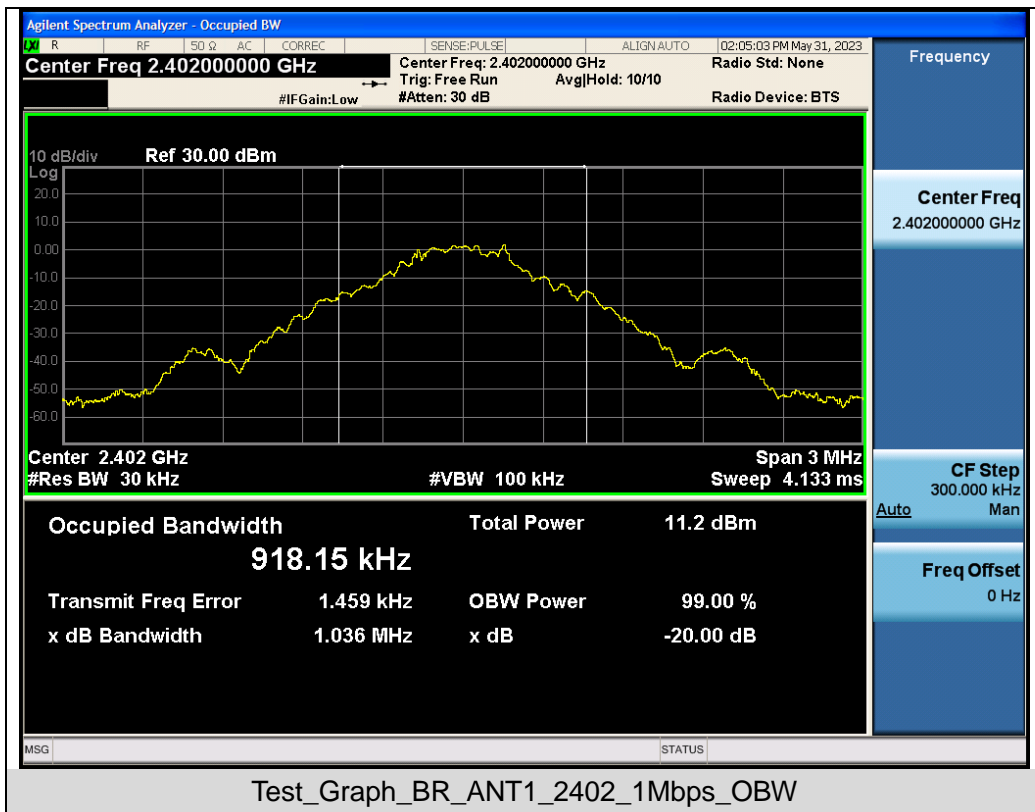 Agilent Spectrum Analyzer - Occupied BW
LXI R RF 50 Ω AC CORREC SENSE:PULSE ALIGN AUTO 02:05:03 PM May 31, 2023
Center Freq 2.402000000 GHz
Center Freq: 2.402000000 GHz
Radio Std: None
Trig: Free Run Avg|Hold: 10/10
#IFGain:Low
#Atten: 30 dB
Radio Device: BTS
10 dB/div Ref 30.00 dBm
Log
20.0
10.0
0.00
-10.0
-20.0
-30.0
-40.0
-50.0
-60.0
Center 2.402 GHz Span 3 MHz
#Res BW 30 kHz #VBW 100 kHz Sweep 4.133 ms
Occupied Bandwidth Total Power 11.2 dBm
918.15 kHz
Transmit Freq Error 1.459 kHz OBW Power 99.00 %
x dB Bandwidth 1.036 MHz x dB -20.00 dB
MSG STATUS
Frequency
Center Freq
2.402000000 GHz
CF Step
300.000 kHz
Auto Man
Freq Offset
0 Hz
Test_Graph_BR_ANT1_2402_1Mbps_OBW